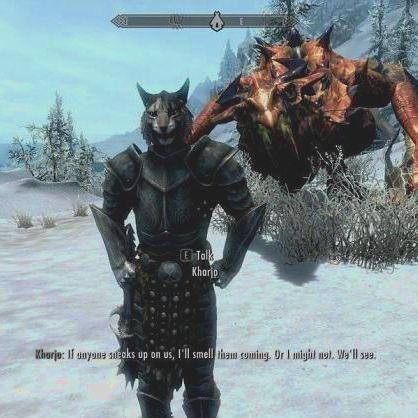 E
E Talk
Kharjo
Kharjo: If anyone sneaks up on us, I'll smell them coming. Or I might not. We'll see.